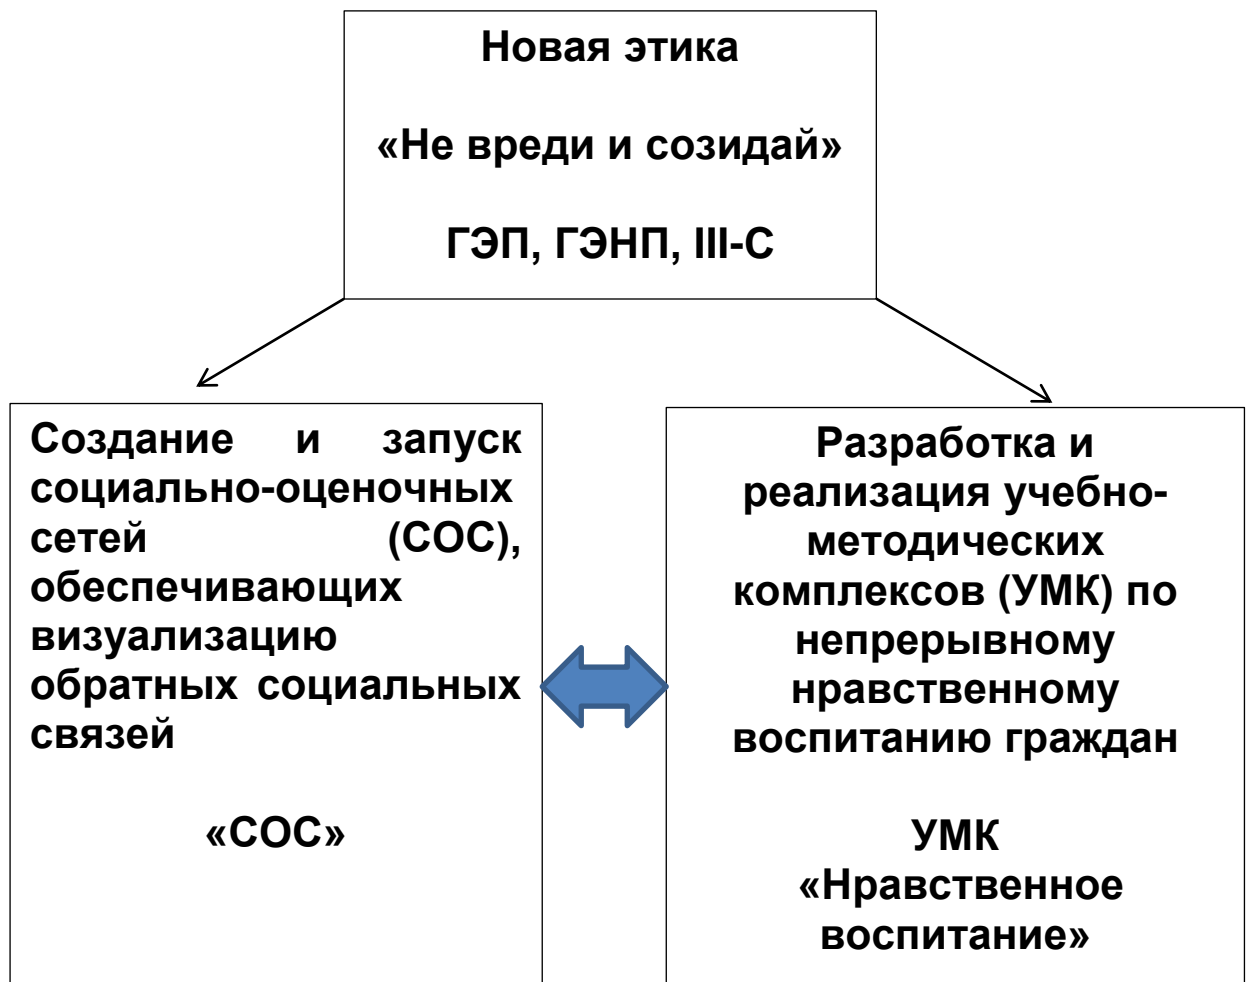 Новая этика
«Не вреди и созидай»
ГЭП, ГЭНП, III-С
Создание и запуск
социально-оценочных
сетей (СОС),
обеспечивающих
визуализацию
обратных социальных
связей
«СОС»
Разработка и
реализация учебно-
методических
комплексов (УМК) по
непрерывному
нравственному
воспитанию граждан
УМК
«Нравственное
воспитание»